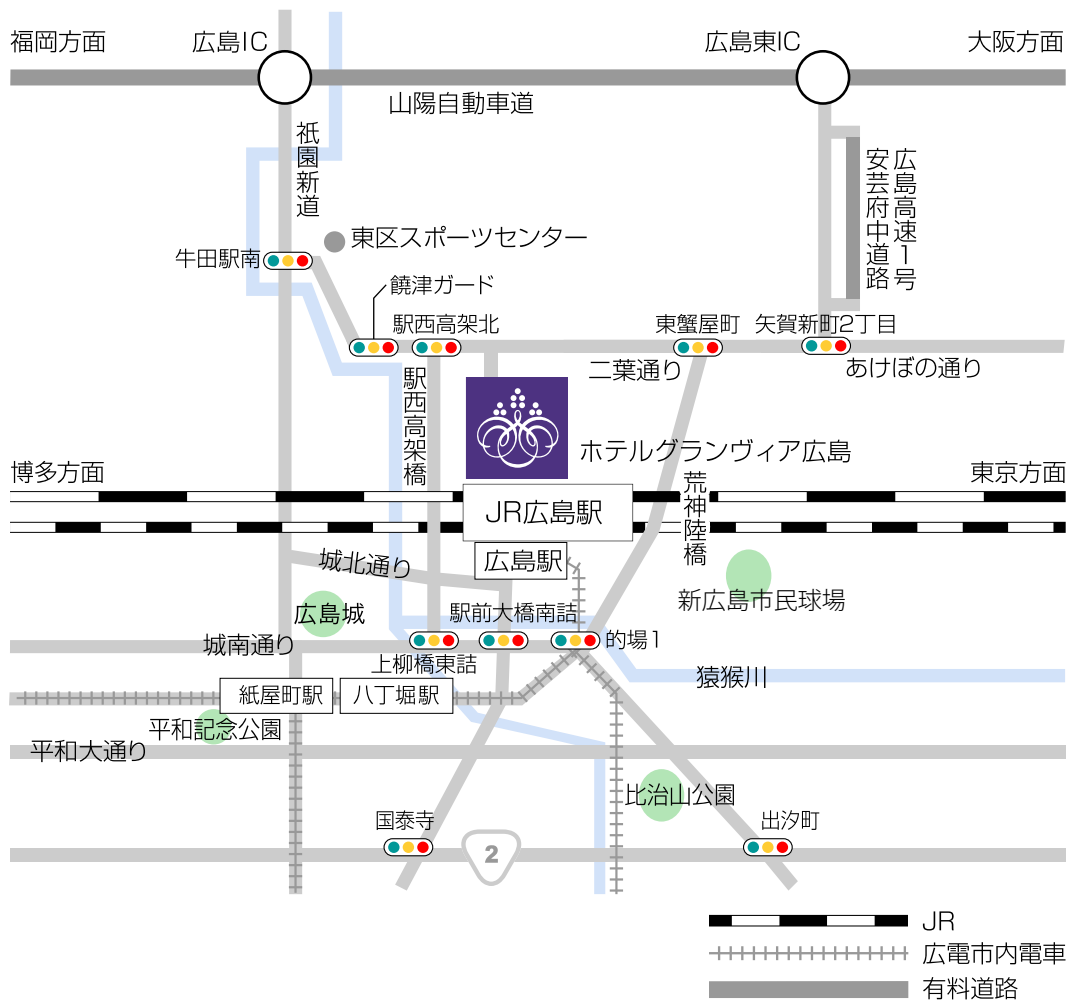 福岡方面
広島IC
広島東IC
大阪方面
山陽自動車道
祇園新道
広島高速1号
安芸府中道路
東区スポーツセンター
牛田駅南
饒津ガード
駅西高架北
東蟹屋町
矢賀新町2丁目
二葉通り
あけぼの通り
駅西高架橋
ホテルグランヴィア広島
博多方面
東京方面
荒神陸橋
JR広島駅
広島駅
城北通り
新広島市民球場
広島城
駅前大橋南詰
的場1
城南通り
上柳橋東詰
猿猴川
紙屋町駅
八丁堀駅
平和記念公園
平和大通り
比治山公園
国泰寺
出汐町
2
JR
広電市内電車
有料道路